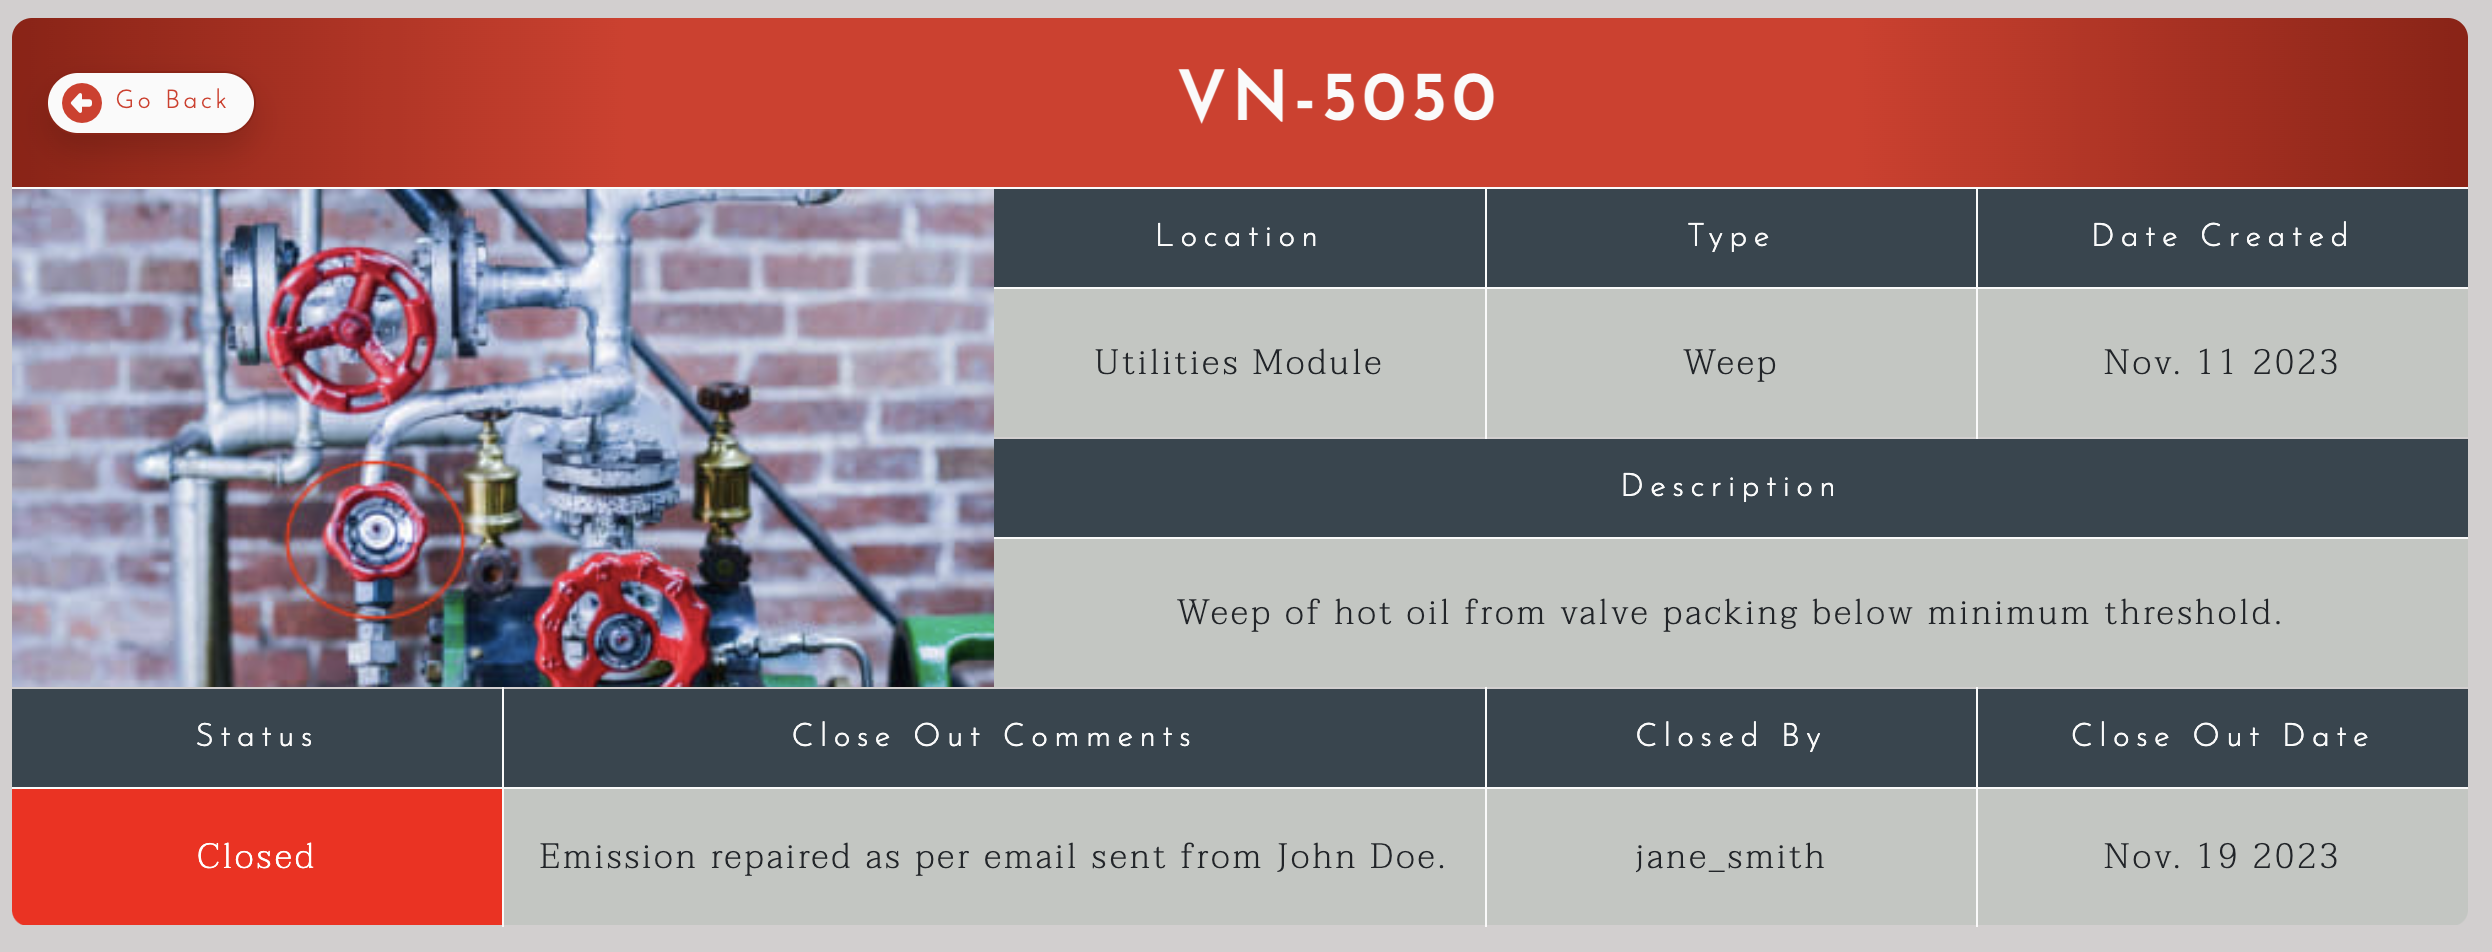 Go Back
VN-5050
Location
Type
Date Created
Utilities Module
Weep
Nov. 11 2023
Description
Weep of hot oil from valve packing below minimum threshold.
Status
Close Out Comments
Closed By
Close Out Date
Closed
Emission repaired as per email sent from John Doe.
jane_smith
Nov. 19 2023